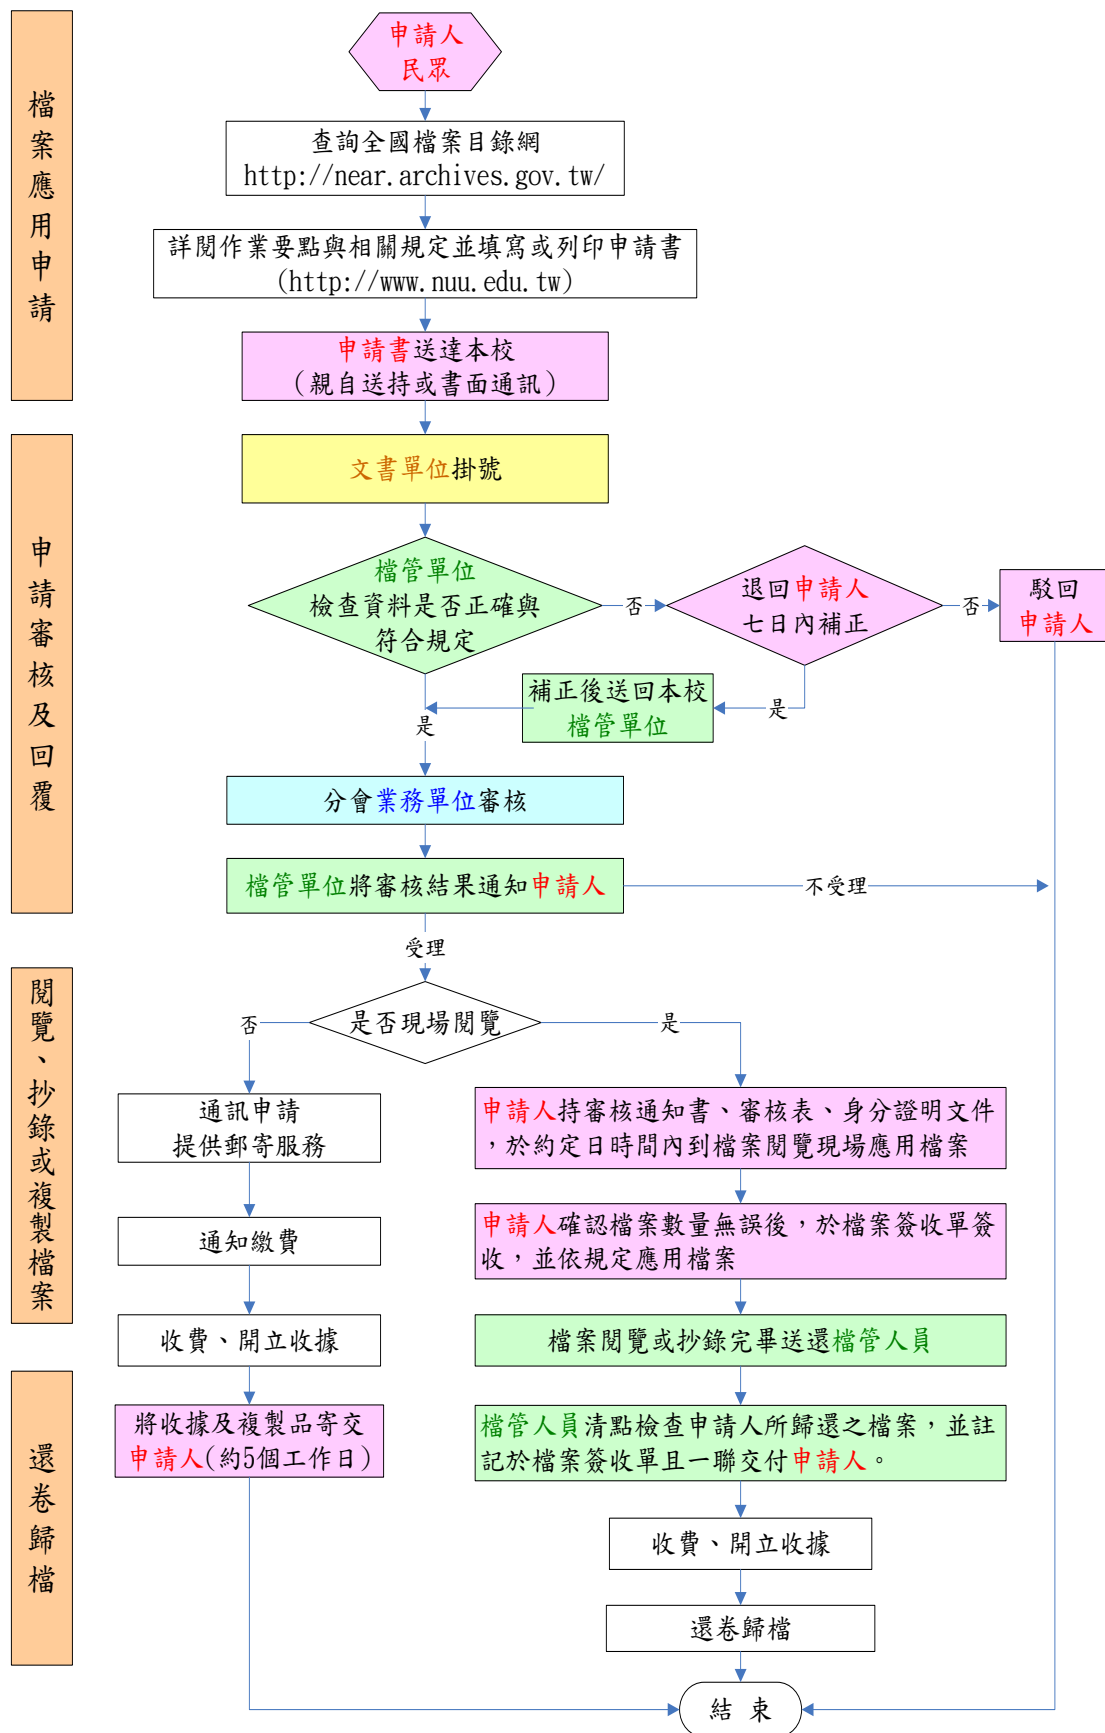 檔案應用申請
申請人
民眾
查詢全國檔案目錄網
http://near.archives.gov.tw/
詳閱作業要點與相關規定並填寫或列印申請書
(http://www.nuu.edu.tw)
申請書送達本校
(親自送持或書面通訊)
申請審核及回覆
文書單位掛號
檔管單位
檢查資料是否正確與
符合規定
否
退回申請人
七日內補正
否
駁回
申請人
是
補正後送回本校
檔管單位
是
分會業務單位審核
檔管單位將審核結果通知申請人
不受理
受理
閱覽、抄錄或複製檔案
是否現場閱覽
否
是
通訊申請
提供郵寄服務
通知繳費
收費、開立收據
申請人持審核通知書、審核表、身分證明文件
，於約定日時間內到檔案閱覽現場應用檔案
申請人確認檔案數量無誤後，於檔案簽收單簽
收，並依規定應用檔案
檔案閱覽或抄錄完畢送還檔管人員
還卷歸檔
將收據及複製品寄交
申請人(約5個工作日)
檔管人員清點檢查申請人所歸還之檔案，並註
記於檔案簽收單且一聯交付申請人。
收費、開立收據
還卷歸檔
結 束